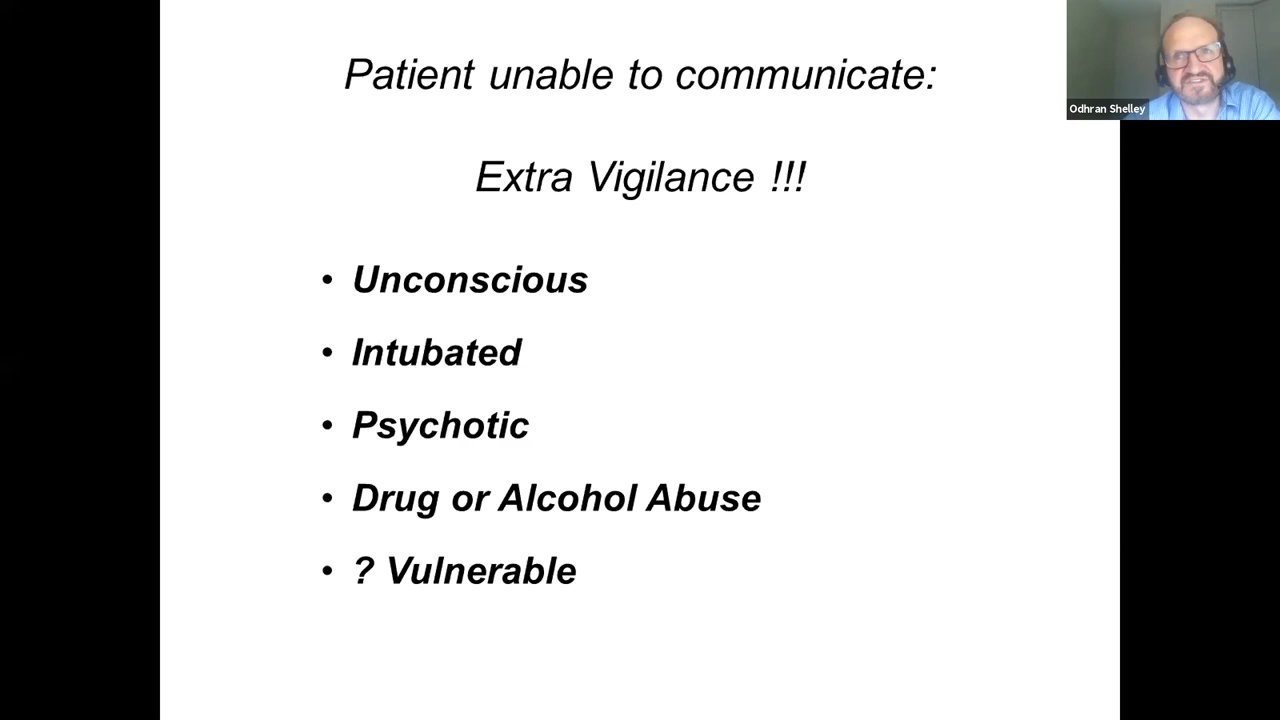 Patient unable to communicate:
Extra Vigilance !!!
• Unconscious
• Intubated
• Psychotic
• Drug or Alcohol Abuse
• ? Vulnerable
Odhran Shelley